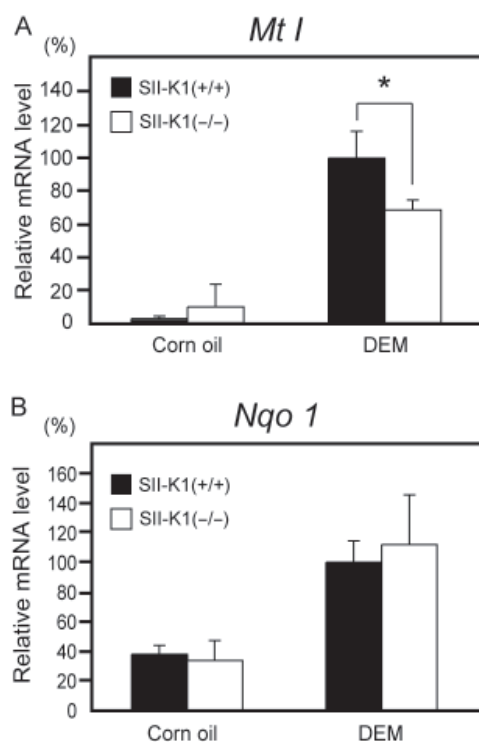 A
Mt I
(%)
Relative mRNA level
140
120
100
80
60
40
20
0
SII-K1(+/+)
SII-K1(−/−)
*
Corn oil
DEM
B
Nqo 1
(%)
Relative mRNA level
160
140
120
100
80
60
40
20
0
SII-K1(+/+)
SII-K1(−/−)
Corn oil
DEM